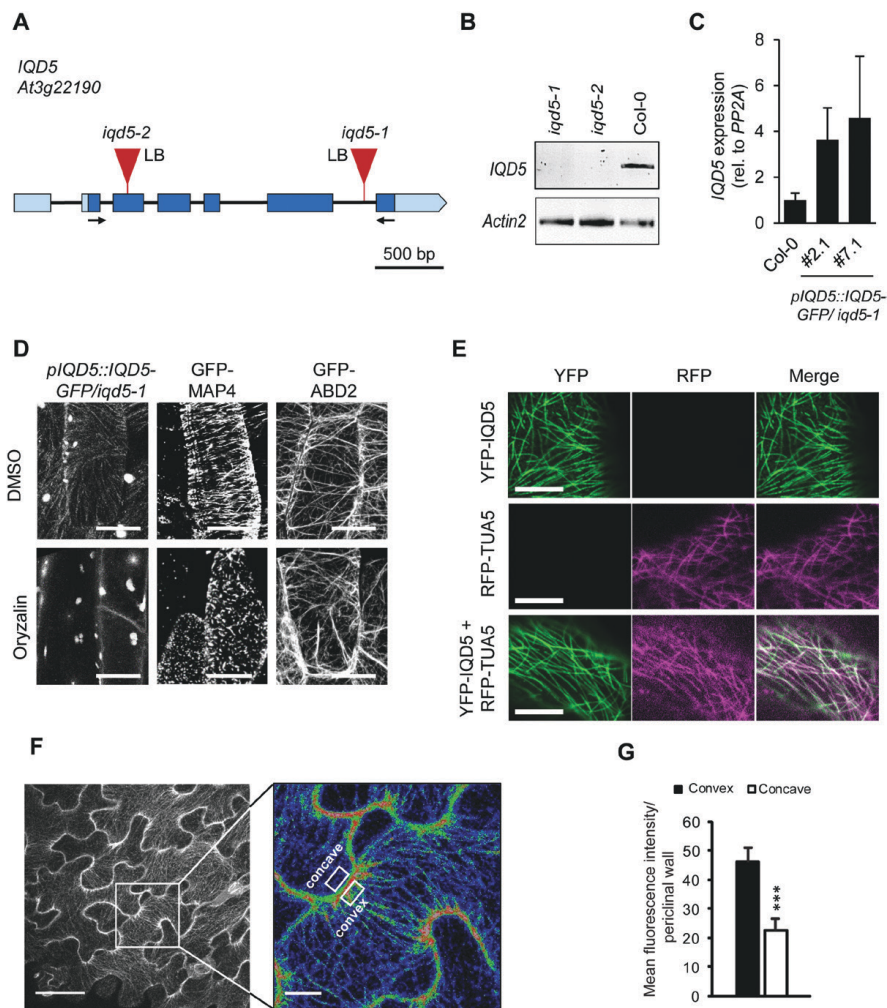 A
IQD5
At3g22190
iqd5-2
LB
iqd5-1
LB
500 bp
B
iqd5-1
iqd5-2
Col-0
IQD5
Actin2
C
IQD5 expression
(rel. to PP2A)
8
6
4
2
0
Col-0
#2.1
#7.1
pIQD5::IQD5-
GFP/ iqd5-1
D
pIQD5::IQD5-
GFP/iqd5-1
GFP-
MAP4
GFP-
ABD2
DMSO
Oryzalin
E
YFP
RFP
Merge
YFP-IQD5
RFP-TUA5
YFP-IQD5 +
RFP-TUA5
F
concave
convex
G
Convex
Concave
Mean fluorescence intensity/
periclinal wall
60
50
40
30
20
10
0
***